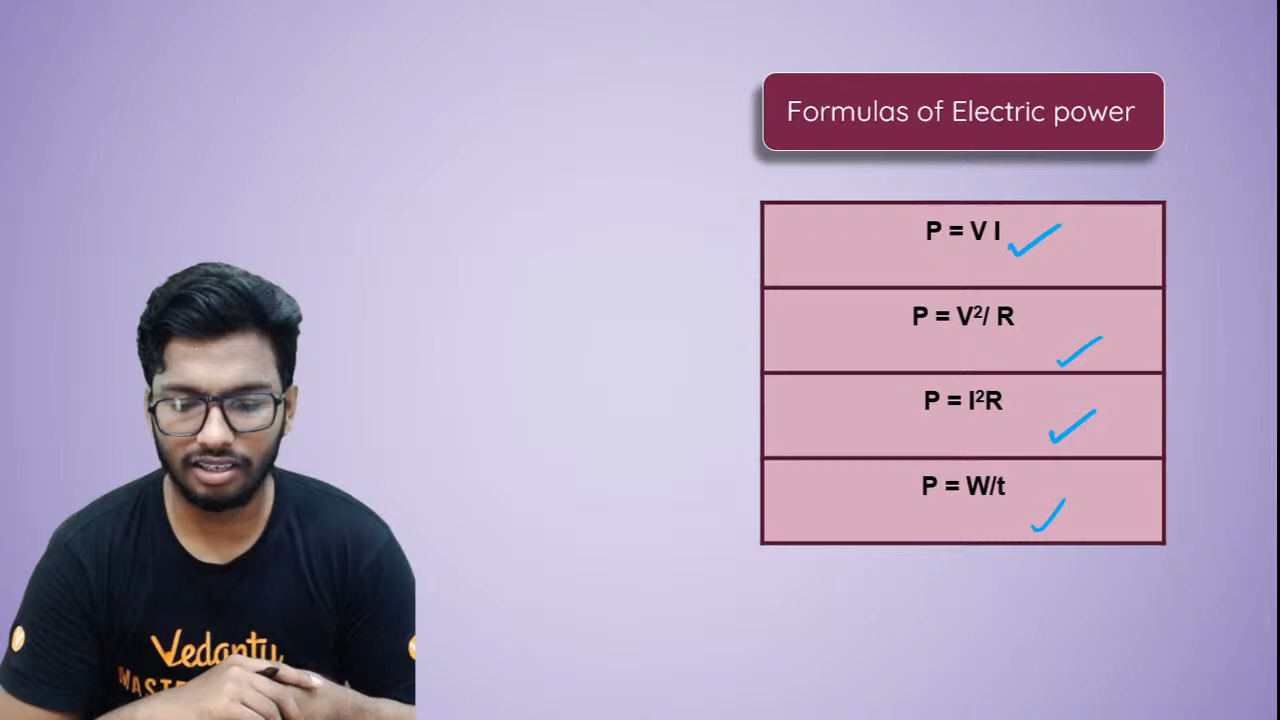 Formulas of Electric power
P = V I
P = V²/ R
P = I²R
P = W/t
Vedantu